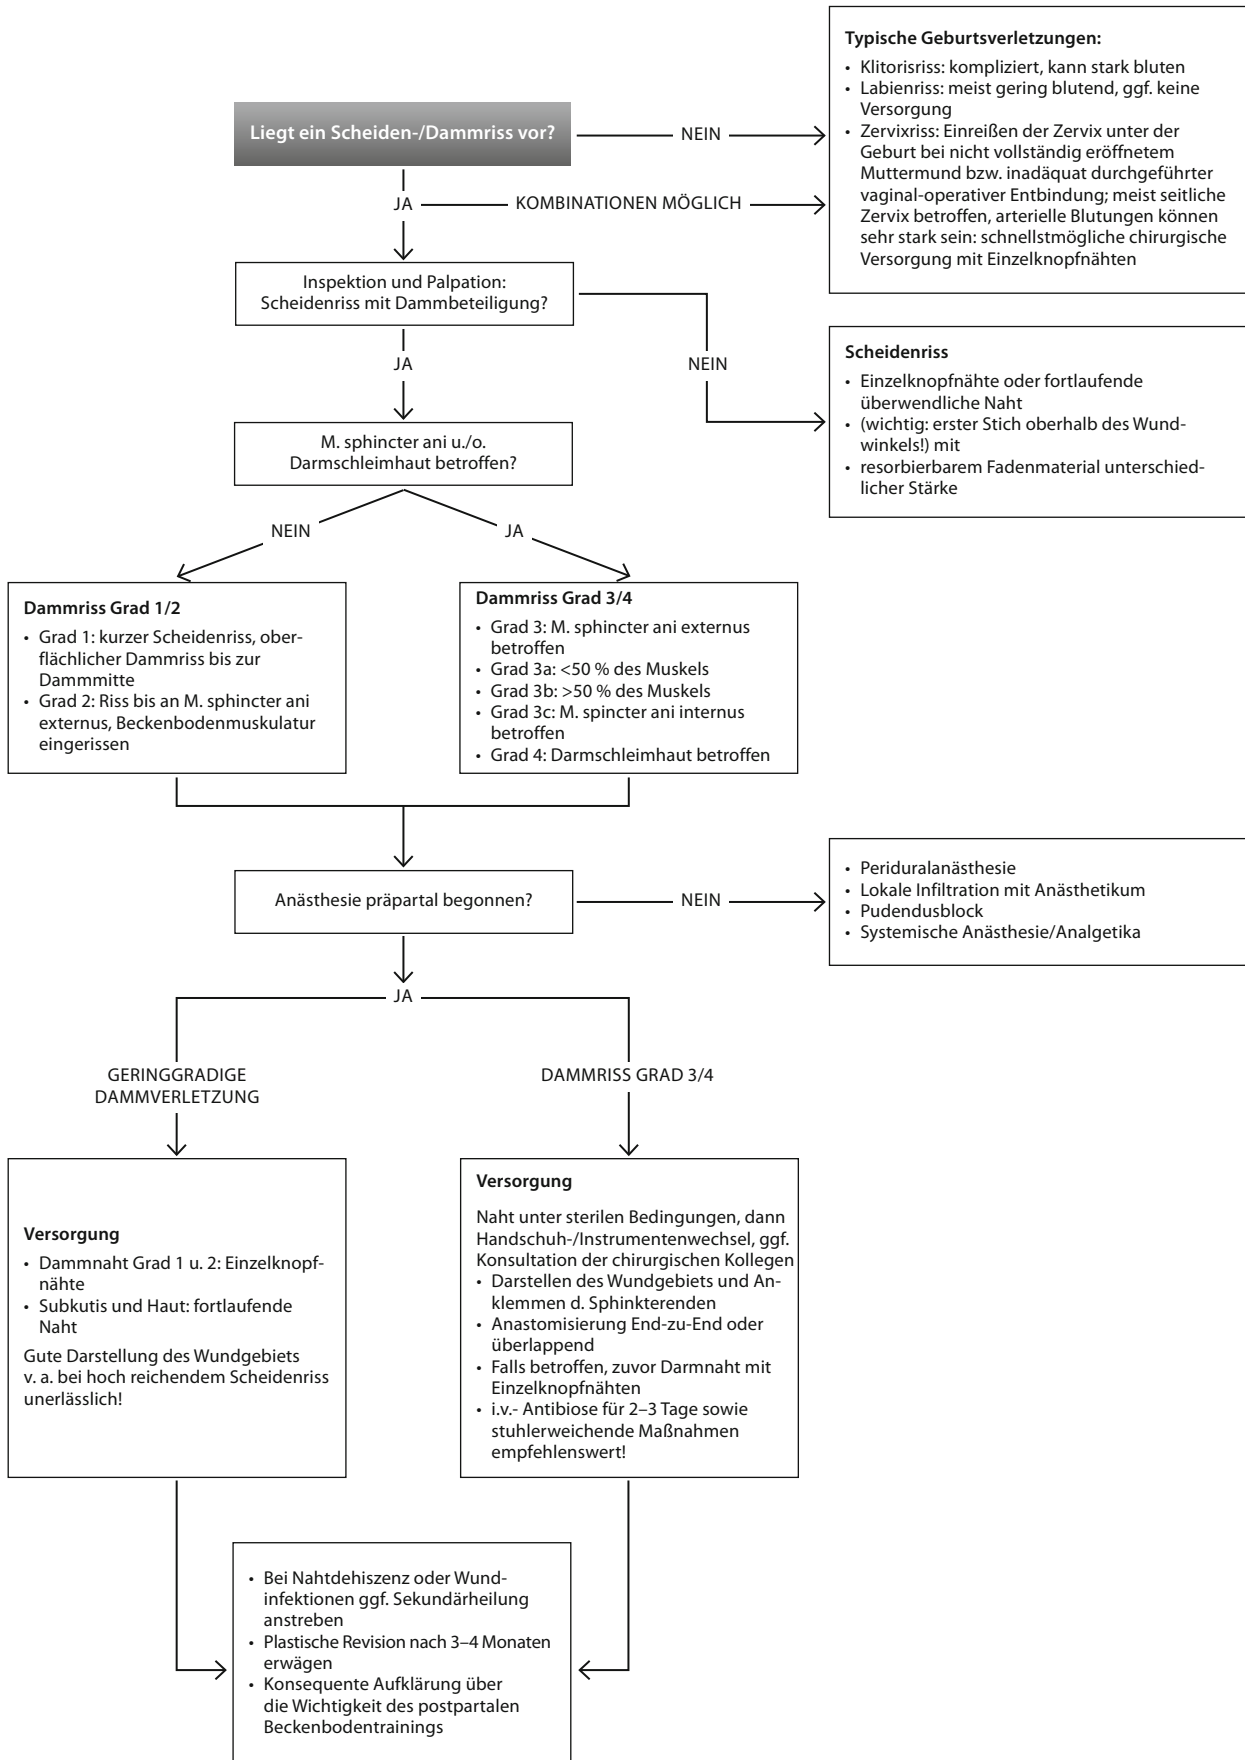 Liegt ein Scheiden-/Dammriss vor?
NEIN
Typische Geburtsverletzungen:
• Klitorisriss: kompliziert, kann stark bluten
• Labienriss: meist gering blutend, ggf. keine
Versorgung
• Zervixriss: Einreißen der Zervix unter der
Geburt bei nicht vollständig eröffnetem
Muttermund bzw. inadäquat durchgeführter
vaginal-operativer Entbindung; meist seitliche
Zervix betroffen, arterielle Blutungen können
sehr stark sein: schnellstmögliche chirurgische
Versorgung mit Einzelknopfnähten
JA
KOMBINATIONEN MÖGLICH
Inspektion und Palpation:
Scheidenriss mit Dammbeteiligung?
JA
NEIN
Scheidenriss
• Einzelknopfnähte oder fortlaufende
überwendliche Naht
• (wichtig: erster Stich oberhalb des Wund-
winkels!) mit
• resorbierbarem Fadenmaterial unterschied-
licher Stärke
M. sphincter ani u./o.
Darmschleimhaut betroffen?
NEIN
JA
Dammriss Grad 1/2
• Grad 1: kurzer Scheidenriss, ober-
flächlicher Dammriss bis zur
Dammmitte
• Grad 2: Riss bis an M. sphincter ani
externus, Beckenbodenmuskulatur
eingerissen
Dammriss Grad 3/4
• Grad 3: M. sphincter ani externus
betroffen
• Grad 3a: <50 % des Muskels
• Grad 3b: >50 % des Muskels
• Grad 3c: M. spincter ani internus
betroffen
• Grad 4: Darmschleimhaut betroffen
Anästhesie präpartal begonnen?
NEIN
• Periduralanästhesie
• Lokale Infiltration mit Anästhetikum
• Pudendusblock
• Systemische Anästhesie/Analgetika
JA
GERINGGRADIGE
DAMMVERLETZUNG
DAMMRISS GRAD 3/4
Versorgung
• Dammnaht Grad 1 u. 2: Einzelknopf-
nähte
• Subkutis und Haut: fortlaufende
Naht
Gute Darstellung des Wundgebiets
v. a. bei hoch reichendem Scheidenriss
unerlässlich!
Versorgung
Naht unter sterilen Bedingungen, dann
Handschuh-/Instrumentenwechsel, ggf.
Konsultation der chirurgischen Kollegen
• Darstellen des Wundgebiets und An-
klemmen d. Sphinkterenden
• Anastomisierung End-zu-End oder
überlappend
• Falls betroffen, zuvor Darmnaht mit
Einzelknopfnähten
• i.v.- Antibiose für 2–3 Tage sowie
stuhlerweichende Maßnahmen
empfehlenswert!
• Bei Nahtdehiszenz oder Wund-
infektionen ggf. Sekundärheilung
anstreben
• Plastische Revision nach 3–4 Monaten
erwägen
• Konsequente Aufklärung über
die Wichtigkeit des postpartalen
Beckenbodentrainings